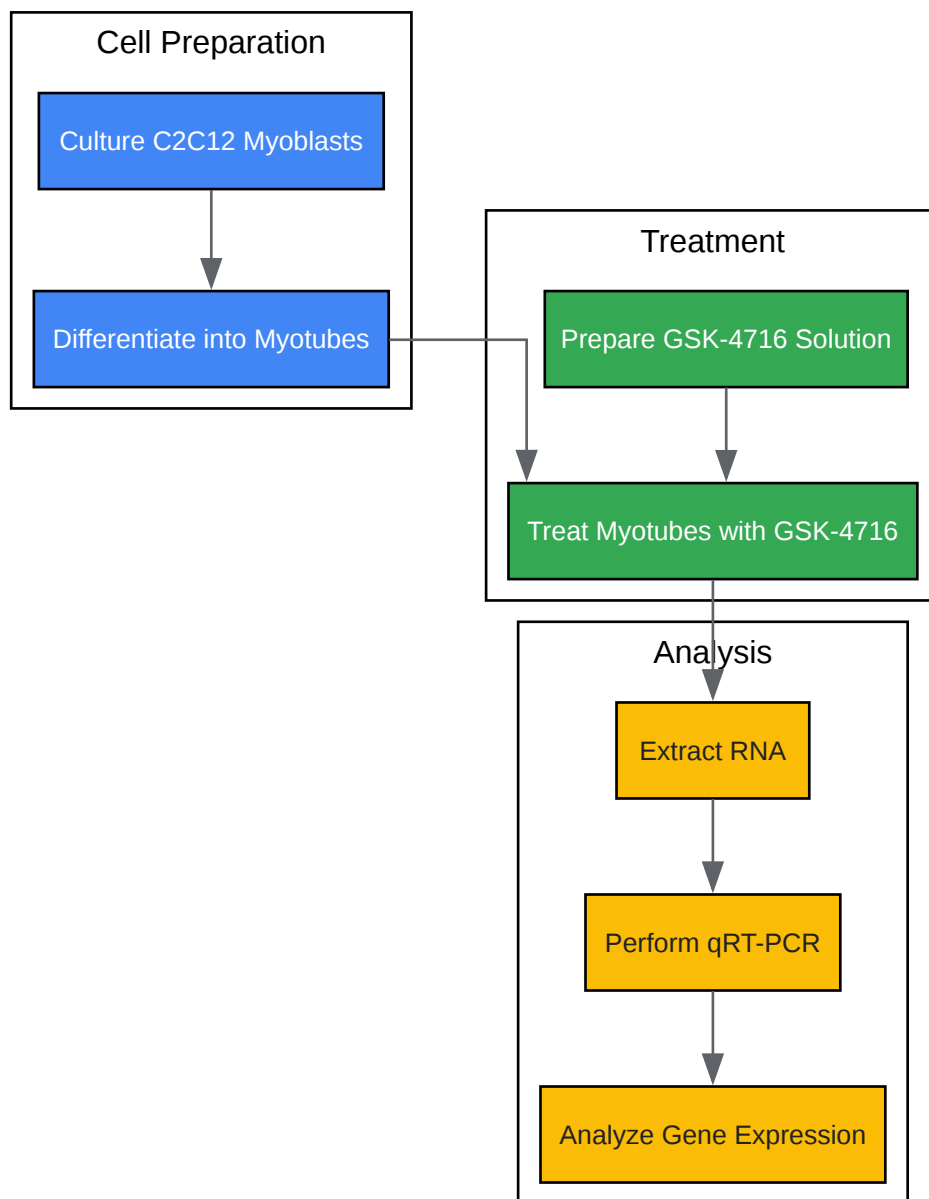 Cell Preparation
Culture C2C12 Myoblasts
Differentiate into Myotubes
Treatment
Prepare GSK-4716 Solution
Treat Myotubes with GSK-4716
Analysis
Extract RNA
Perform qRT-PCR
Analyze Gene Expression